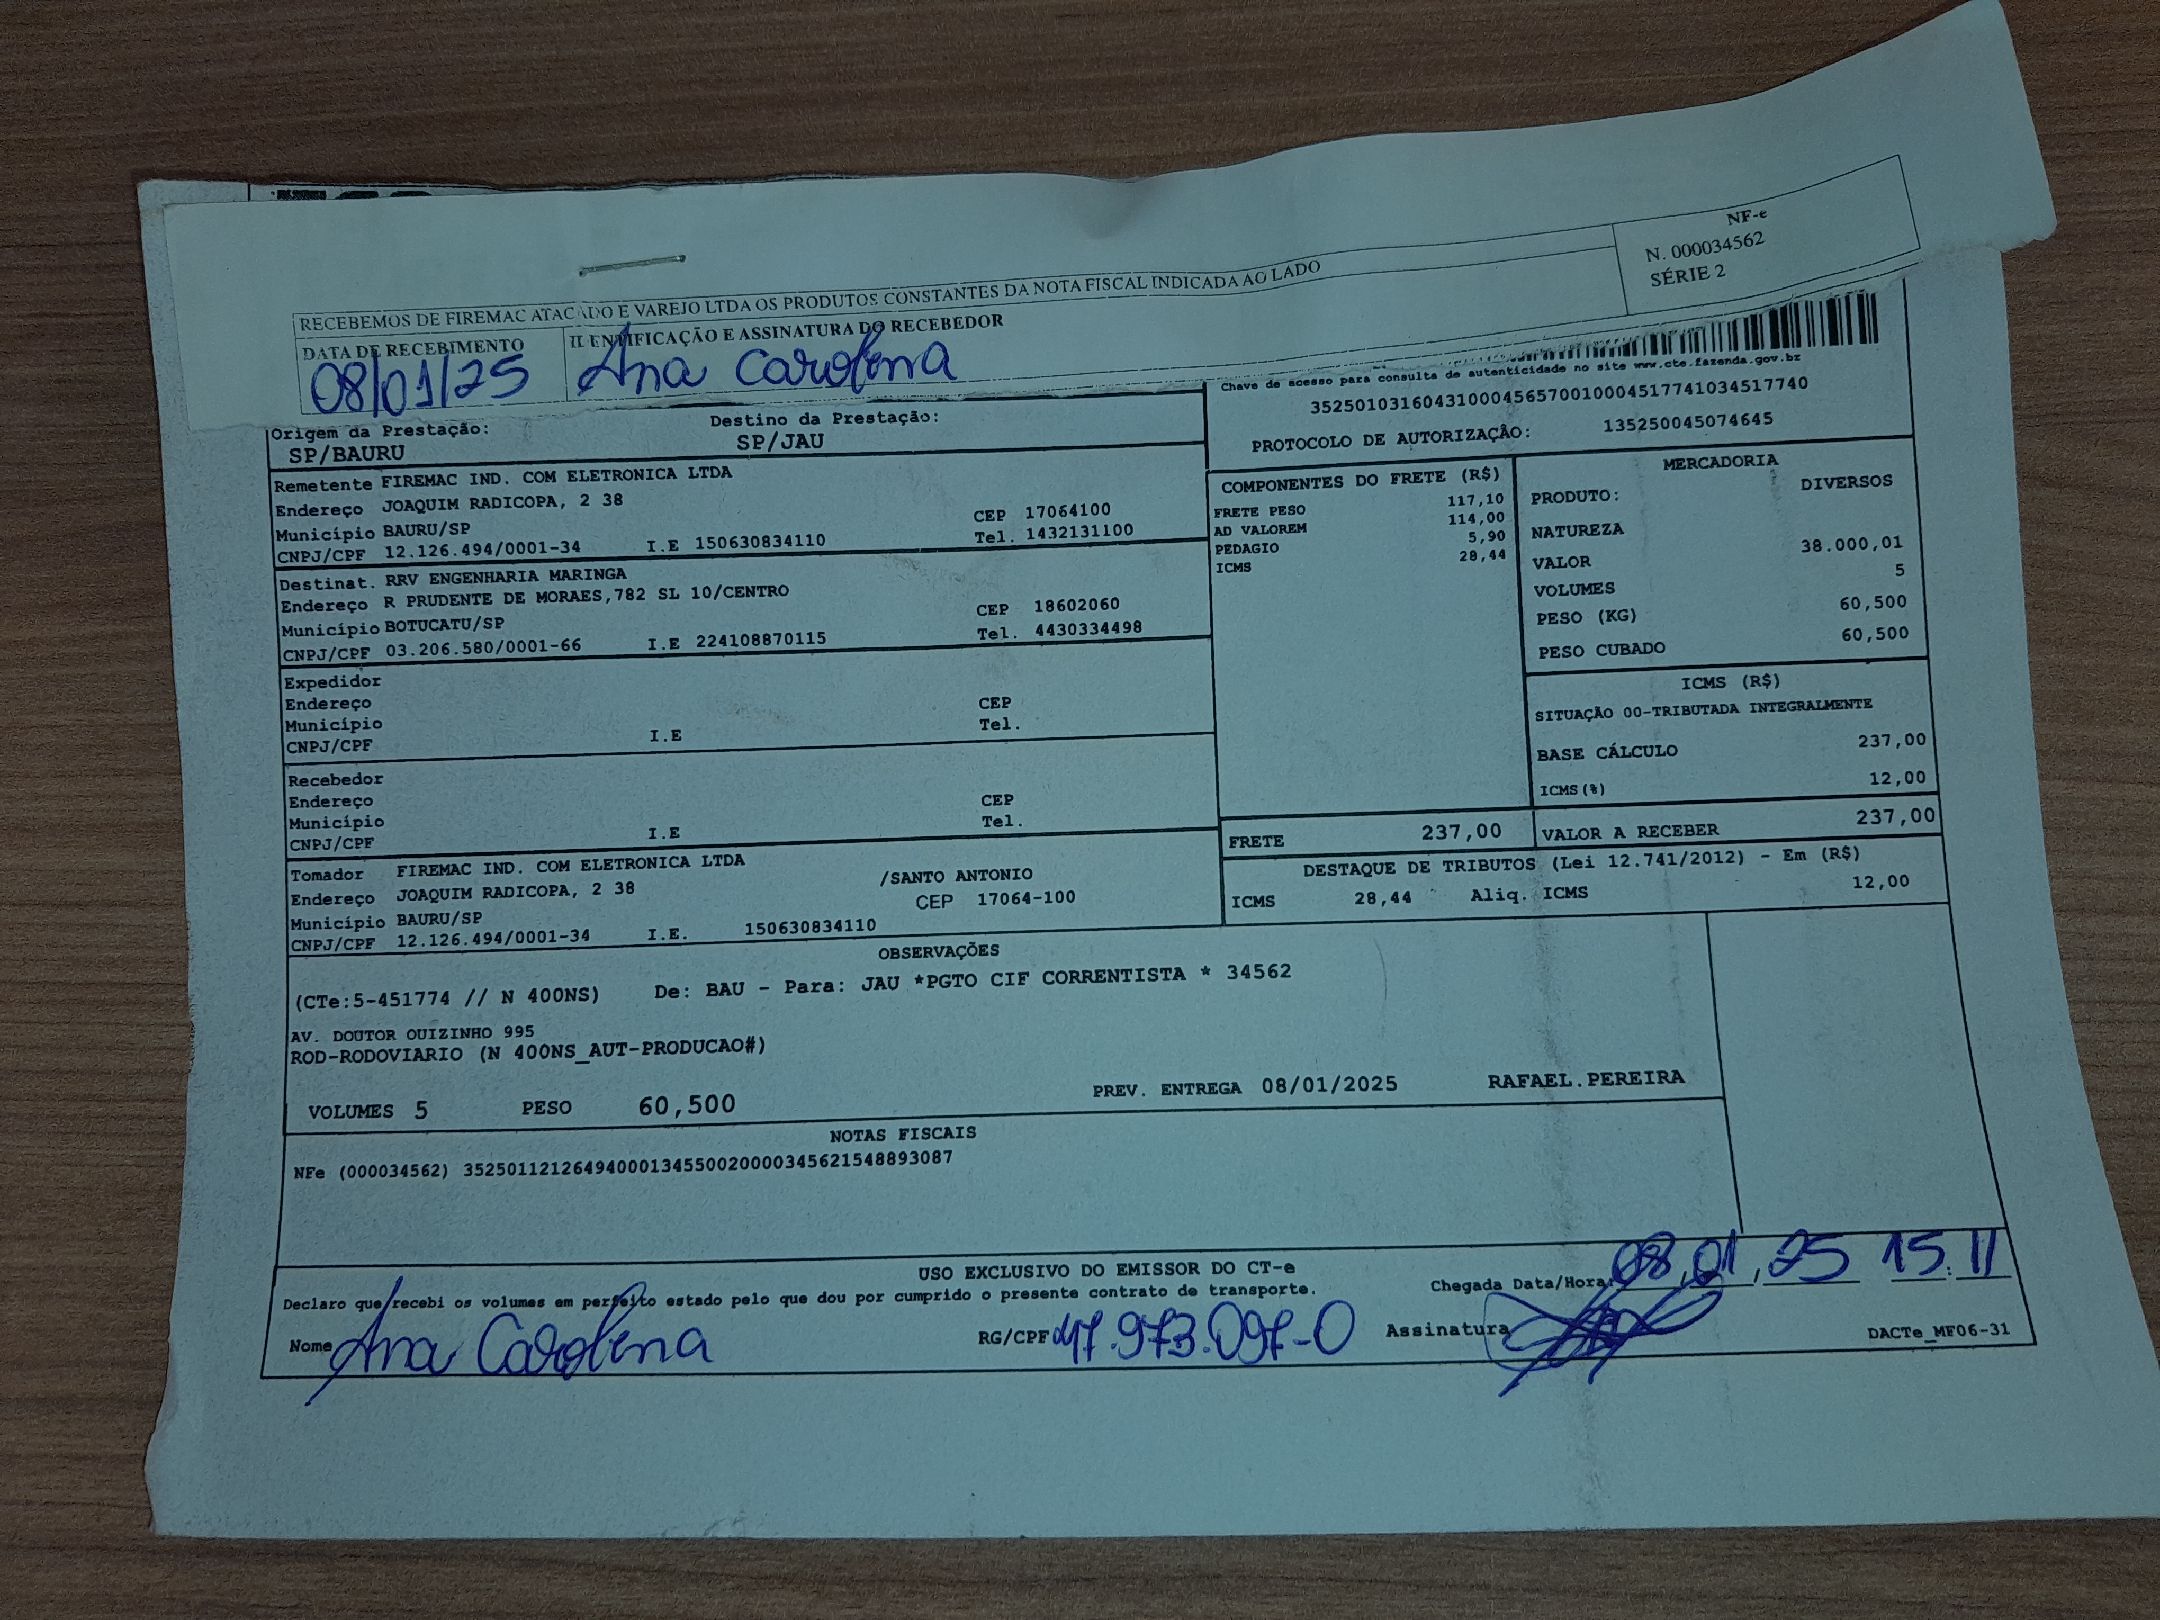 RECEBEMOS DE FIREMAC ATACADO E VAREJO LTDA OS PRODUTOS CONSTANTES DA NOTA FISCAL INDICADA AO LADO
NF-e
N. 000034562
SÉRIE 2
DATA DE RECEBIMENTO
08/01/25
IDENTIFICAÇÃO E ASSINATURA DO RECEBEDOR
Ana Carolina
Chave de acesso para consulta de autenticidade no site www.cte.fazenda.gov.br
35250103160431000456570010004517741034517740
PROTOCOLO DE AUTORIZAÇÃO: 135250045074645
Origem da Prestação:
SP/BAURU
Destino da Prestação:
SP/JAU
Remetente FIREMAC IND. COM ELETRONICA LTDA
Endereço JOAQUIM RADICOPA, 2 38
Município BAURU/SP CEP 17064100
CNPJ/CPF 12.126.494/0001-34 I.E 150630834110 Tel. 1432131100
Destinat. RRV ENGENHARIA MARINGA
Endereço R PRUDENTE DE MORAES,782 SL 10/CENTRO
Município BOTUCATU/SP CEP 18602060
CNPJ/CPF 03.206.580/0001-66 I.E 224108870115 Tel. 4430334498
Expedidor
Endereço
Município CEP
CNPJ/CPF I.E Tel.
Recebedor
Endereço
Município CEP
CNPJ/CPF I.E Tel.
Tomador FIREMAC IND. COM ELETRONICA LTDA
Endereço JOAQUIM RADICOPA, 2 38 /SANTO ANTONIO
Município BAURU/SP CEP 17064-100
CNPJ/CPF 12.126.494/0001-34 I.E. 150630834110
COMPONENTES DO FRETE (R$)
FRETE PESO 117,10
AD VALOREM 114,00
PEDAGIO 5,90
ICMS 28,44
MERCADORIA
PRODUTO: DIVERSOS
NATUREZA
VALOR 38.000,01
VOLUMES 5
PESO (KG) 60,500
PESO CUBADO 60,500
ICMS (R$)
SITUAÇÃO 00-TRIBUTADA INTEGRALMENTE
BASE CÁLCULO 237,00
ICMS(%) 12,00
FRETE 237,00
VALOR A RECEBER 237,00
DESTAQUE DE TRIBUTOS (Lei 12.741/2012) - Em (R$)
ICMS 28,44 Aliq. ICMS 12,00
OBSERVAÇÕES
(CTe:5-451774 // N 400NS) De: BAU - Para: JAU *PGTO CIF CORRENTISTA * 34562
AV. DOUTOR OUIZINHO 995
ROD-RODOVIARIO (N 400NS_AUT-PRODUCAO#)
VOLUMES 5 PESO 60,500 PREV. ENTREGA 08/01/2025 RAFAEL.PEREIRA
NOTAS FISCAIS
NFe (000034562) 35250112126494000134550020000345621548893087
USO EXCLUSIVO DO EMISSOR DO CT-e
Declaro que recebi os volumes em perfeito estado pelo que dou por cumprido o presente contrato de transporte.
Chegada Data/Hora: 08,01,25 15:11
Nome Ana Carolina RG/CPF 47.973.097-0 Assinatura
DACTe_MF06-31